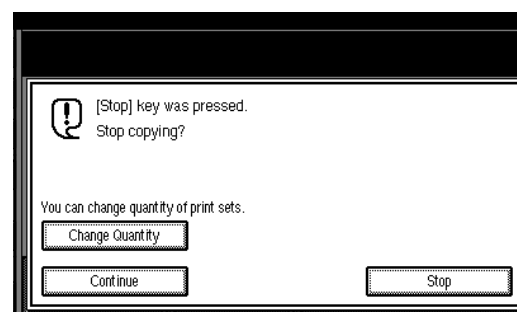 [Stop] key was pressed.
Stop copying?
You can change quantity of print sets.
Change Quantity
Continue
Stop